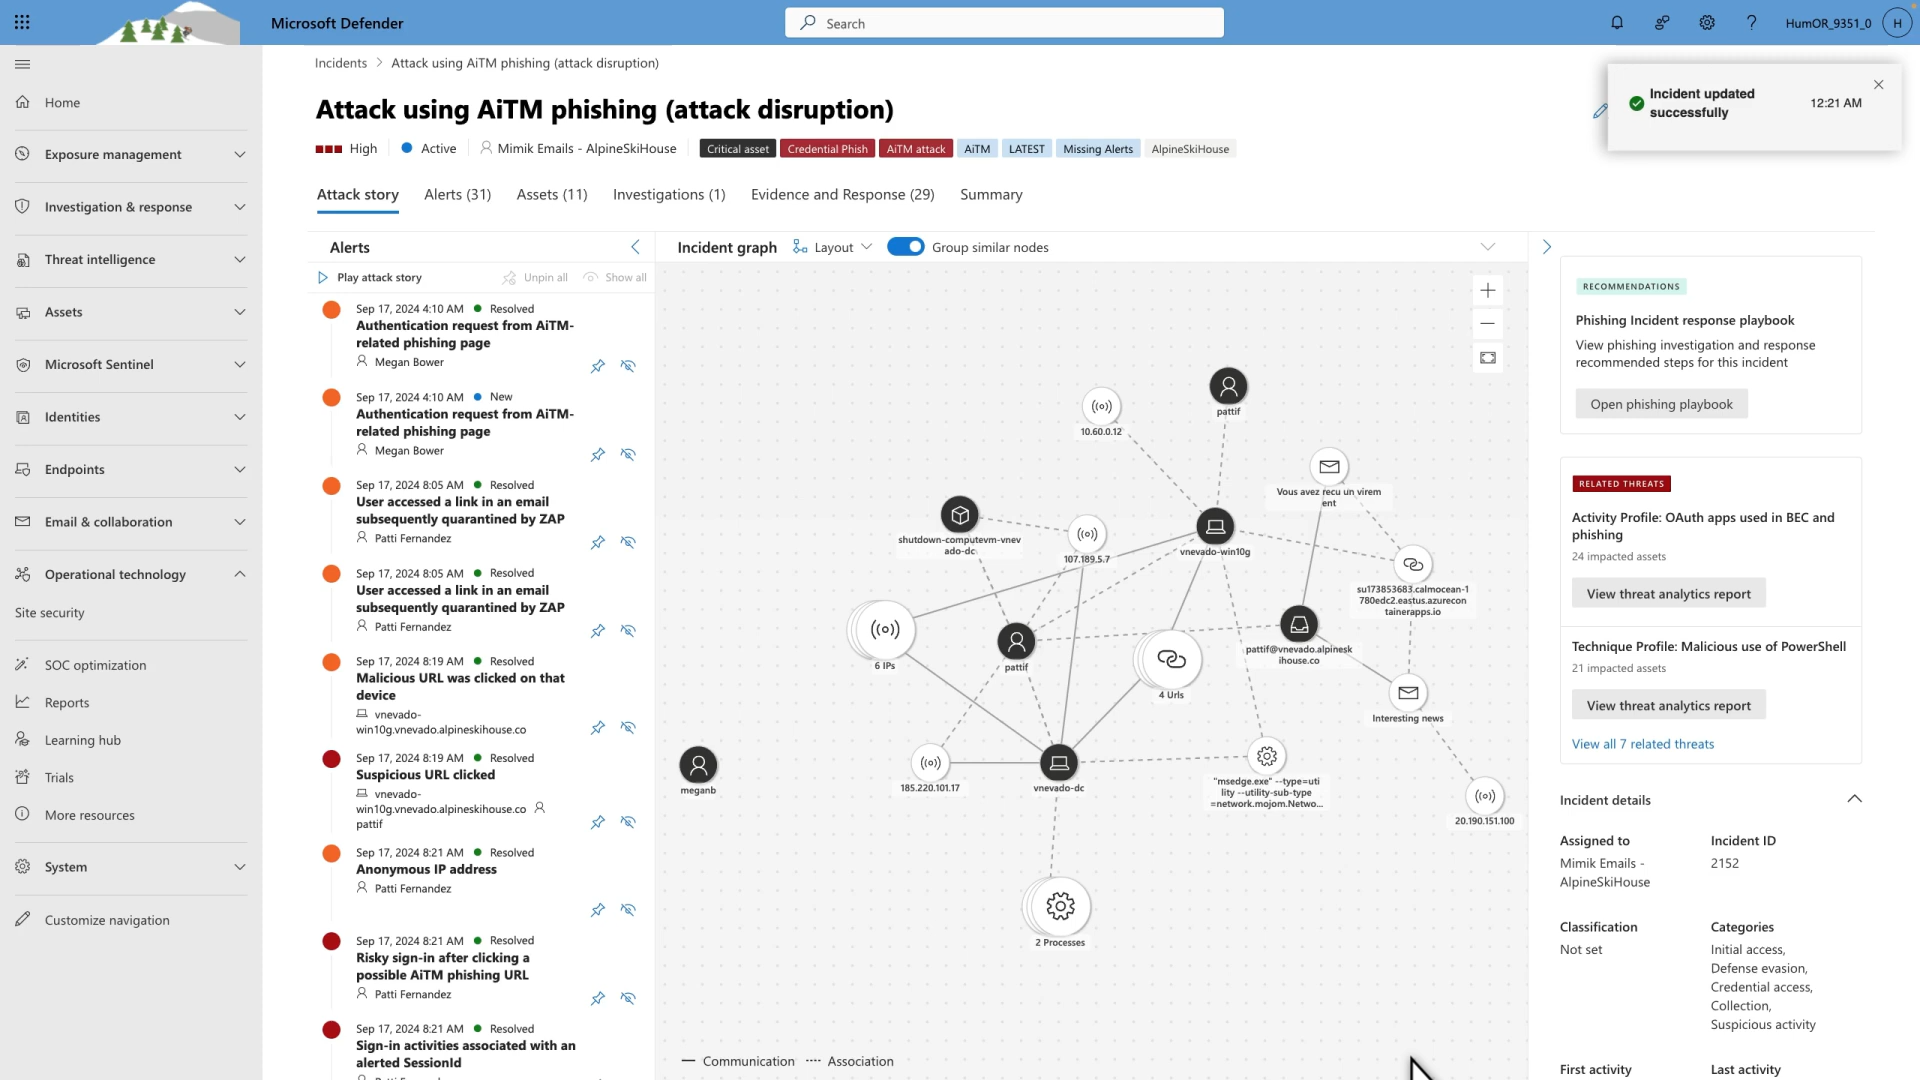 Microsoft Defender
Search
HumOR_9351_0
H
Home
Exposure management
Investigation & response
Threat intelligence
Assets
Microsoft Sentinel
Identities
Endpoints
Email & collaboration
Operational technology
Site security
SOC optimization
Reports
Learning hub
Trials
More resources
System
Customize navigation
Incidents > Attack using AiTM phishing (attack disruption)
Attack using AiTM phishing (attack disruption)
High
Active
Mimik Emails - AlpineSkiHouse
Critical asset
Credential Phish
AiTM attack
AiTM
LATEST
Missing Alerts
AlpineSkiHouse
Incident updated
successfully
12:21 AM
Attack story
Alerts (31)
Assets (11)
Investigations (1)
Evidence and Response (29)
Summary
Alerts
Play attack story
Unpin all
Show all
Sep 17, 2024 4:10 AM
Resolved
Authentication request from AiTM-
related phishing page
Megan Bower
Sep 17, 2024 4:10 AM
New
Authentication request from AiTM-
related phishing page
Megan Bower
Sep 17, 2024 8:05 AM
Resolved
User accessed a link in an email
subsequently quarantined by ZAP
Patti Fernandez
Sep 17, 2024 8:05 AM
Resolved
User accessed a link in an email
subsequently quarantined by ZAP
Patti Fernandez
Sep 17, 2024 8:19 AM
Resolved
Malicious URL was clicked on that
device
vnevado-
win10g.vnevado.alpineskihouse.co
Sep 17, 2024 8:19 AM
Resolved
Suspicious URL clicked
vnevado-
win10g.vnevado.alpineskihouse.co
pattif
Sep 17, 2024 8:21 AM
Resolved
Anonymous IP address
Patti Fernandez
Sep 17, 2024 8:21 AM
Resolved
Risky sign-in after clicking a
possible AiTM phishing URL
Patti Fernandez
Sep 17, 2024 8:21 AM
Resolved
Sign-in activities associated with an
alerted SessionId
Incident graph
Layout
Group similar nodes
pattif
10.60.0.12
Vous avez recu un virem
ent
shutdown-computevm-vnev
ado-dc
107.189.5.7
vnevado-win10g
su173853683.calmocean-1
780edc2.eastus.azurecon
tainerapps.io
6 IPs
pattif
4 Urls
pattif@vnevado.alpinesk
ihouse.co
Interesting news
meganb
185.220.101.17
vnevado-dc
"msedge.exe" --type=uti
lity --utility-sub-type
=network.mojom.Netwo...
20.190.151.100
2 Processes
Communication
Association
RECOMMENDATIONS
Phishing Incident response playbook
View phishing investigation and response
recommended steps for this incident
Open phishing playbook
RELATED THREATS
Activity Profile: OAuth apps used in BEC and
phishing
24 impacted assets
View threat analytics report
Technique Profile: Malicious use of PowerShell
21 impacted assets
View threat analytics report
View all 7 related threats
Incident details
Assigned to
Mimik Emails -
AlpineSkiHouse
Incident ID
2152
Classification
Not set
Categories
Initial access,
Defense evasion,
Credential access,
Collection,
Suspicious activity
First activity
Last activity